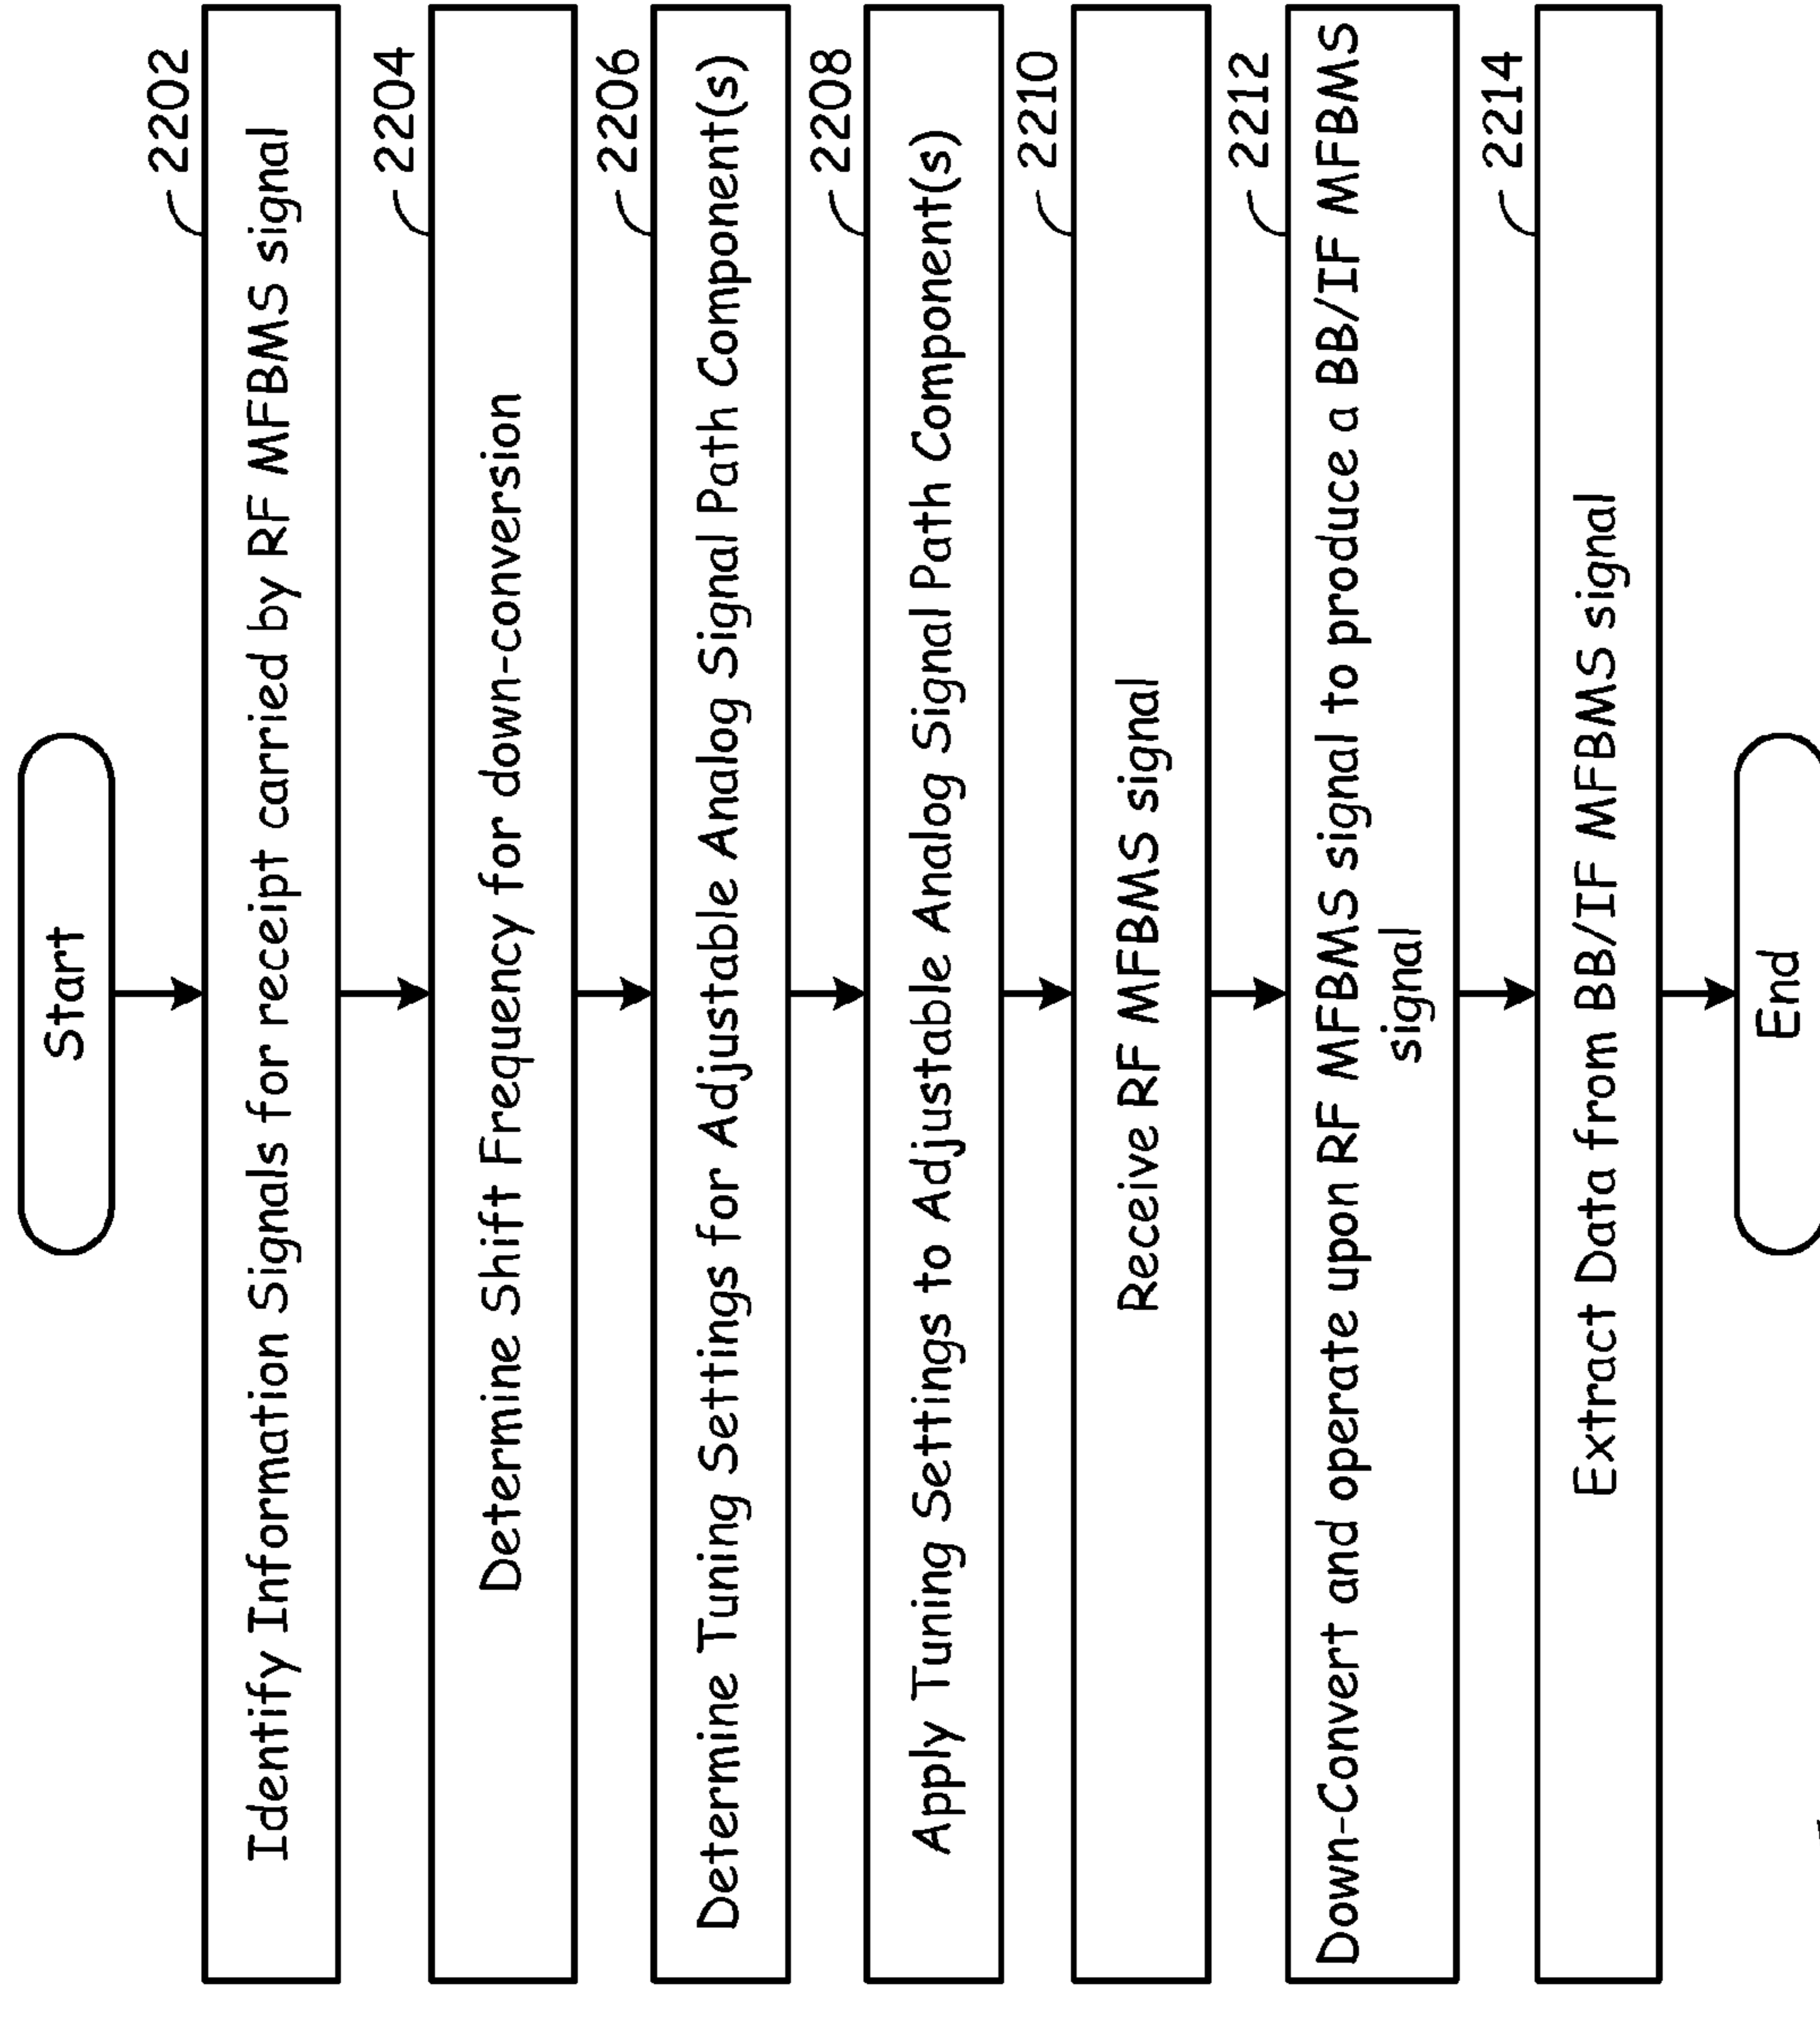 Start
2202
Identify Information Signals for receipt carried by RF MFBMS signal
2204
Determine Shift Frequency for down-conversion
2206
Determine Tuning Settings for Adjustable Analog Signal Path Component(s)
2208
Apply Tuning Settings to Adjustable Analog Signal Path Component(s)
2210
Receive RF MFBMS signal
2212
Down-Convert and operate upon RF MFBMS signal to produce a BB/IF MFBMS
signal
2214
Extract Data from BB/IF MFBMS signal
End